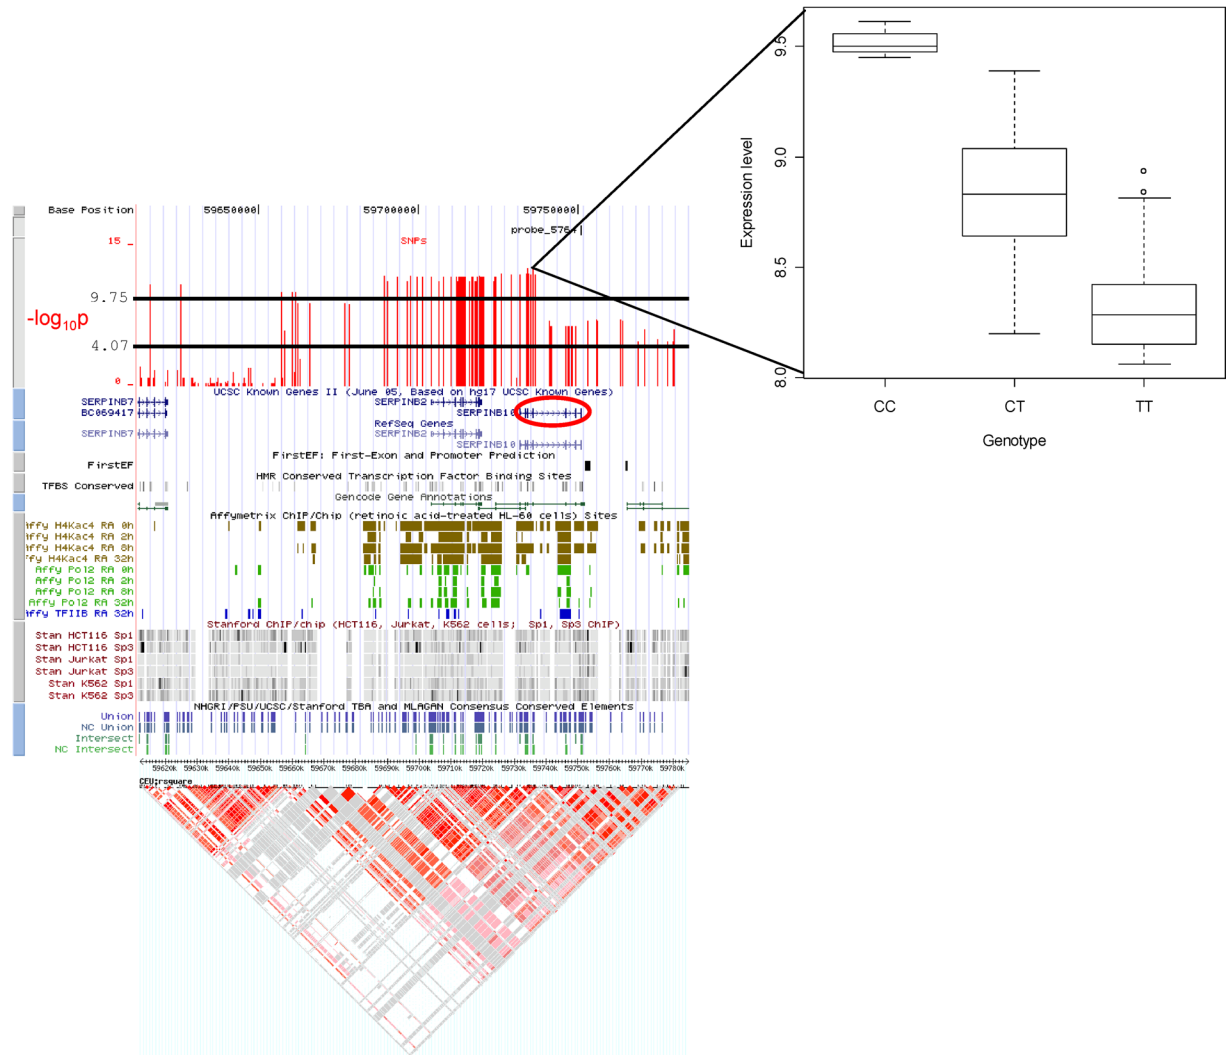 Base Position
59650000
59700000
59750000
probe_5764
15
SNPs
9.75
-log10p
4.07
0
UCSC Known Genes II (June 05, Based on hg17 UCSC Known Genes)
SERPINB7
SERPINB2
BC069417
SERPINB10
RefSeq Genes
SERPINB7
SERPINB2
SERPINB10
FirstEF: First-Exon and Promoter Prediction
FirstEF
HMR Conserved Transcription Factor Binding Sites
TFBS Conserved
Gencode Gene Annotations
Affymetrix ChIP/Chip (retinoic acid-treated HL-60 cells) Sites
Affy H4Kac4 RA 0h
Affy H4Kac4 RA 2h
Affy H4Kac4 RA 8h
Affy H4Kac4 RA 32h
Affy Pol2 RA 0h
Affy Pol2 RA 2h
Affy Pol2 RA 8h
Affy Pol2 RA 32h
Affy TFIIB RA 32h
Stanford ChIP/chip (HCT116, Jurkat, K562 cells; Sp1, Sp3 ChIP)
Stan HCT116 Sp1
Stan HCT116 Sp3
Stan Jurkat Sp1
Stan Jurkat Sp3
Stan K562 Sp1
Stan K562 Sp3
NHGRI/PSU/UCSC/Stanford TBA and MLAGAN Consensus Conserved Elements
Union
NC Union
Intersect
NC Intersect
59620k 59630k 59640k 59650k 59660k 59670k 59680k 59690k 59700k 59710k 59720k 59730k 59740k 59750k 59760k 59770k 59780k
CEU:rsquare
Expression level
9.5
9.0
8.5
8.0
CC
CT
TT
Genotype